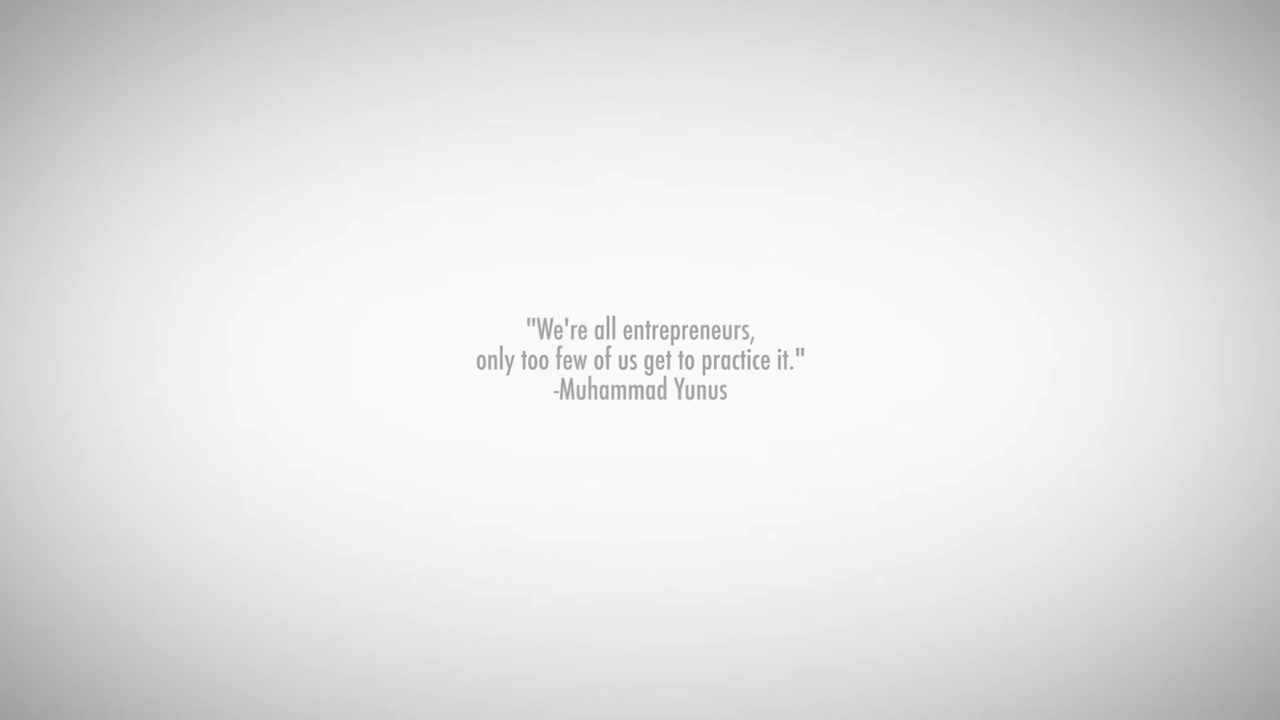 "We're all entrepreneurs,
only too few of us get to practice it."
-Muhammad Yunus